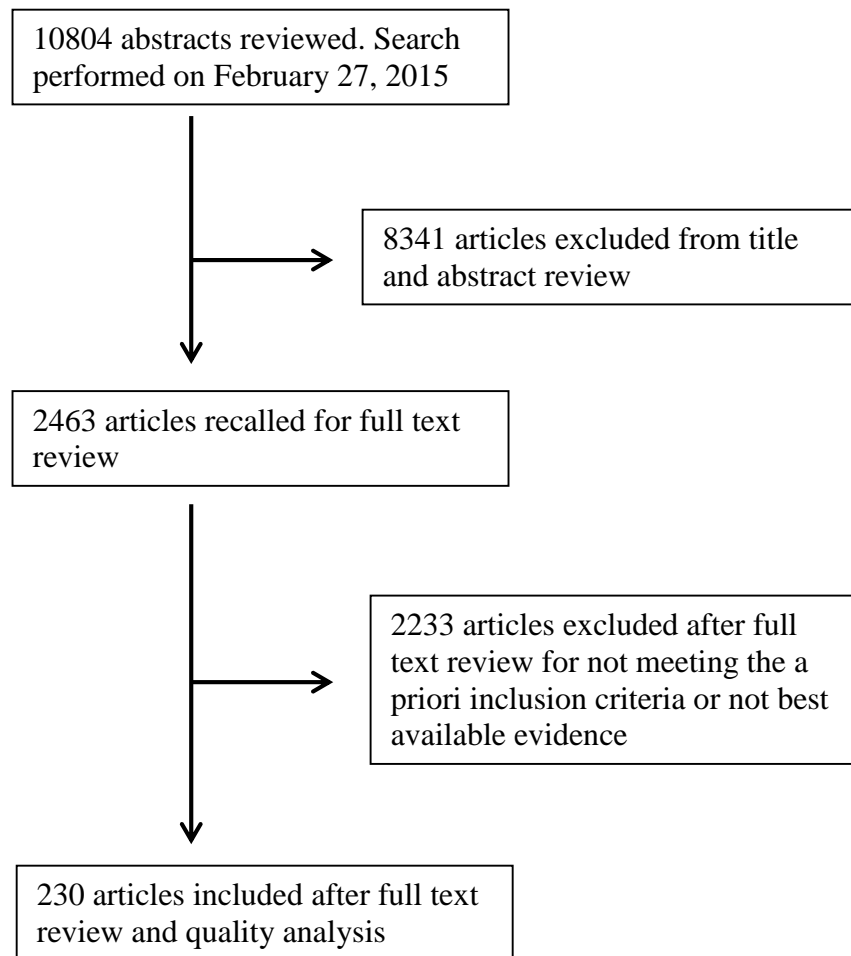 10804 abstracts reviewed. Search
performed on February 27, 2015
8341 articles excluded from title
and abstract review
2463 articles recalled for full text
review
2233 articles excluded after full
text review for not meeting the a
priori inclusion criteria or not best
available evidence
230 articles included after full text
review and quality analysis